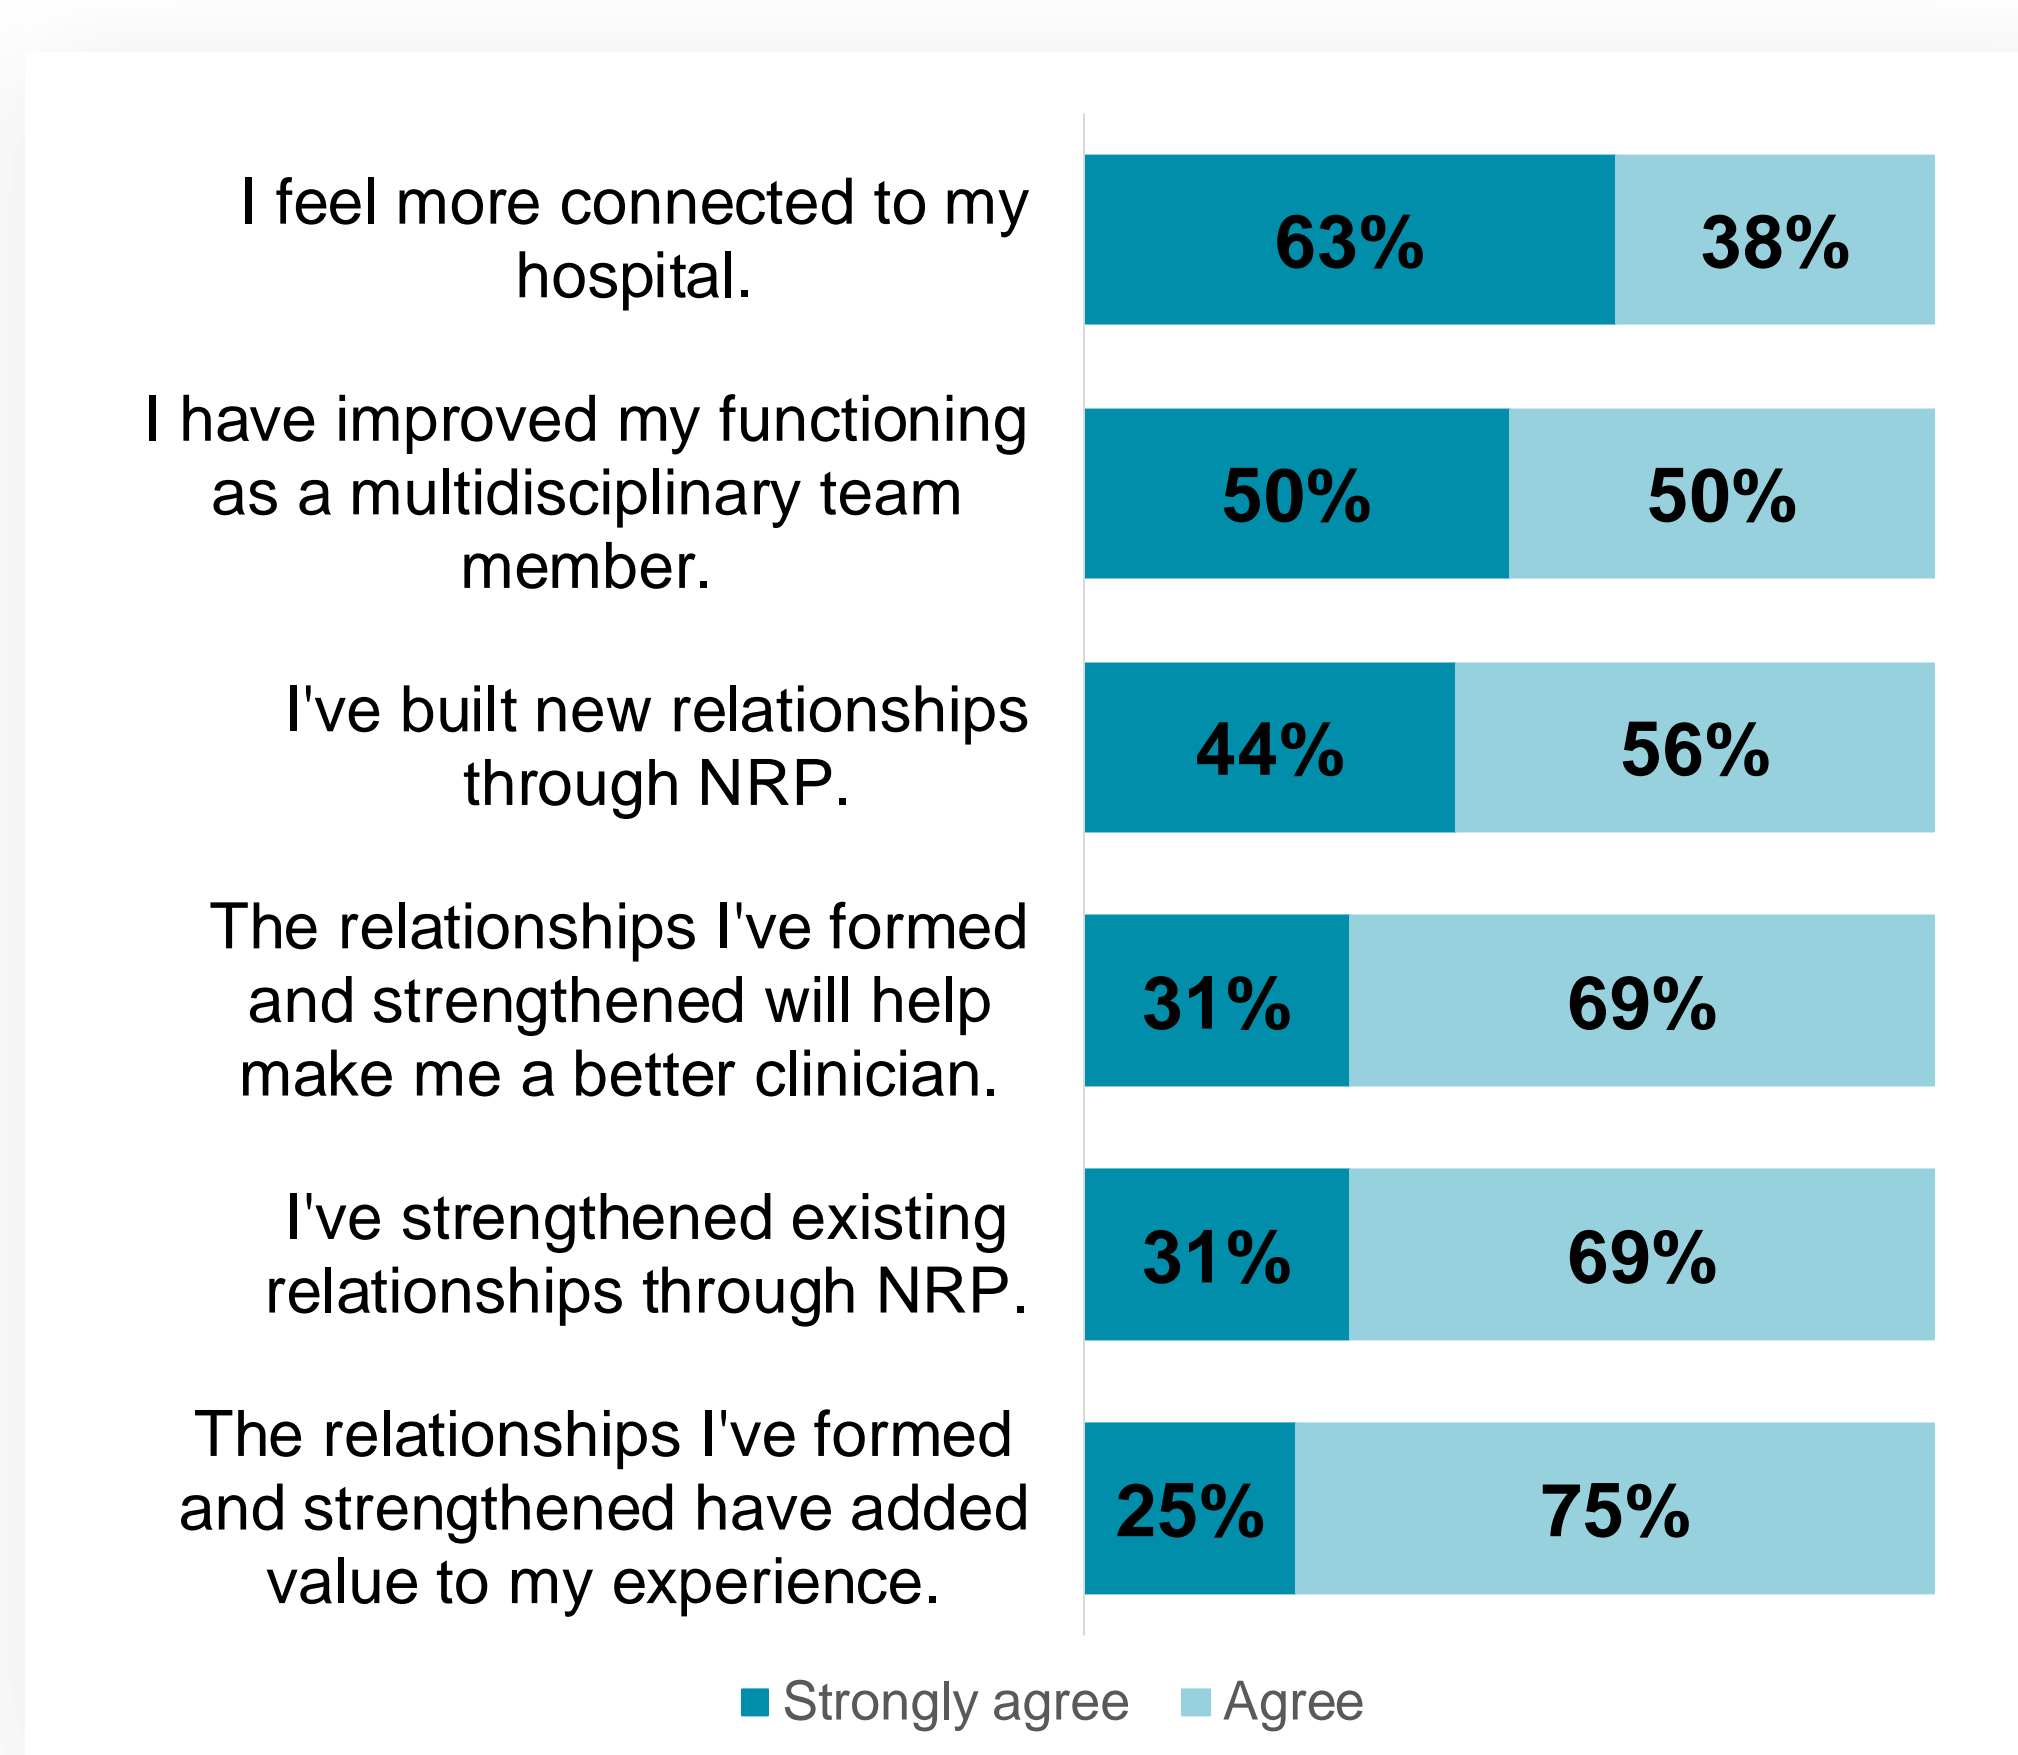 I feel more connected to my
hospital.
63% 38%
I have improved my functioning
as a multidisciplinary team
member.
50% 50%
I've built new relationships
through NRP.
44% 56%
The relationships I've formed
and strengthened will help
make me a better clinician.
31% 69%
I've strengthened existing
relationships through NRP.
31% 69%
The relationships I've formed
and strengthened have added
value to my experience.
25% 75%
Strongly agree Agree